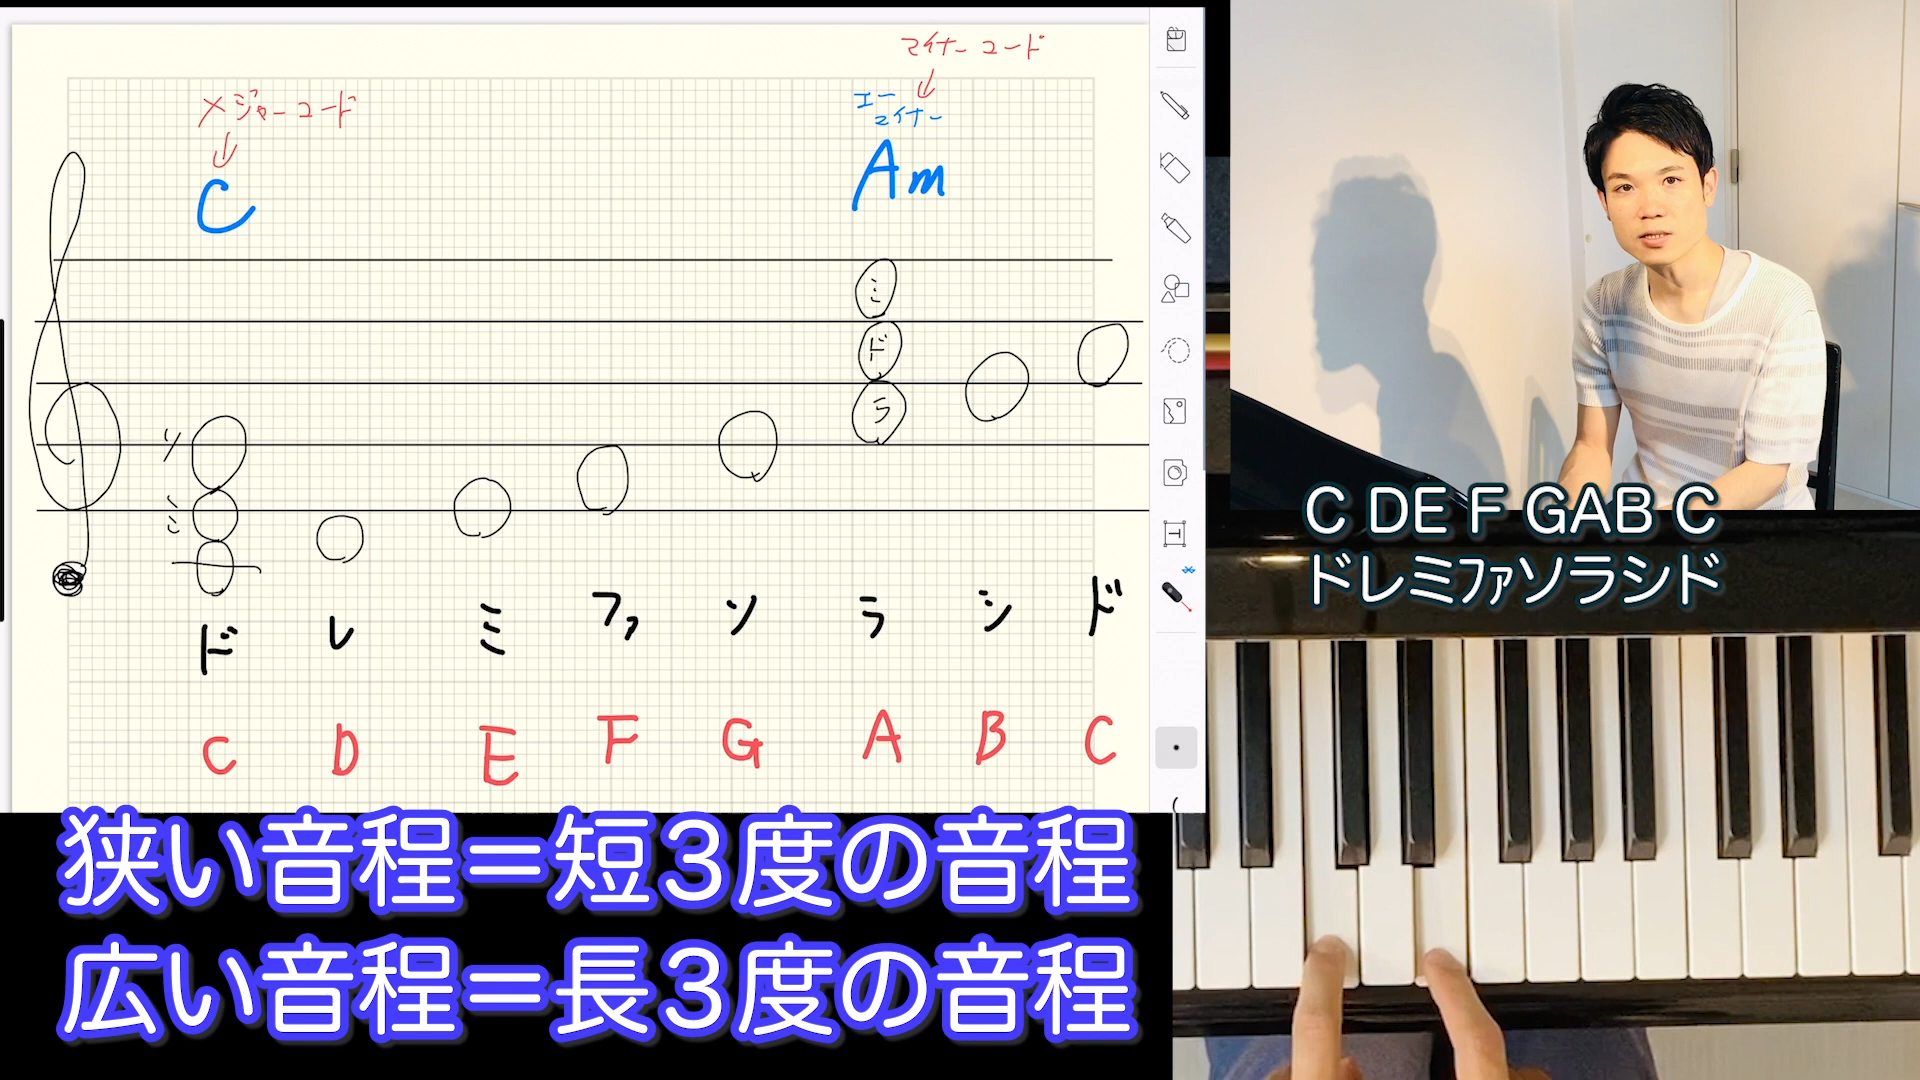 マイナーコード
メジャーコード
エー
マイナー
C
Am
ミ
ド
ラ
ソ
ミ
ド レ ミ ファ ソ ラ シ ド
C D E F G A B C
C DE F GAB C
ドレミファソラシド
狭い音程=短3度の音程
広い音程=長3度の音程